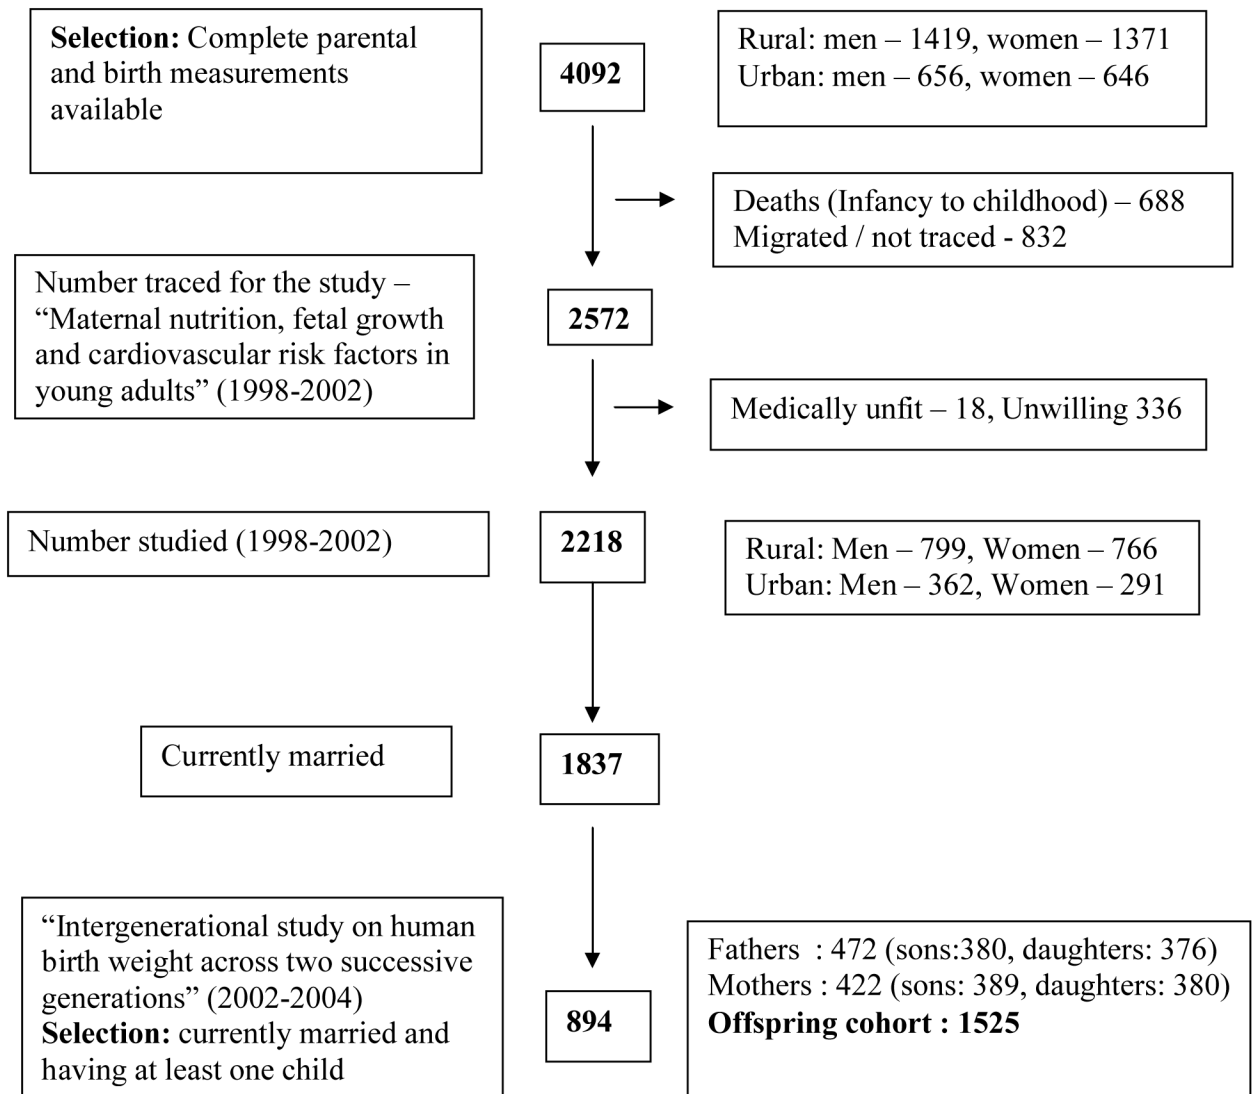 Selection: Complete parental
and birth measurements
available
4092
Rural: men – 1419, women – 1371
Urban: men – 656, women – 646
Deaths (Infancy to childhood) – 688
Migrated / not traced - 832
Number traced for the study –
“Maternal nutrition, fetal growth
and cardiovascular risk factors in
young adults” (1998-2002)
2572
Medically unfit – 18, Unwilling 336
Number studied (1998-2002)
2218
Rural: Men – 799, Women – 766
Urban: Men – 362, Women – 291
Currently married
1837
“Intergenerational study on human
birth weight across two successive
generations” (2002-2004)
Selection: currently married and
having at least one child
894
Fathers : 472 (sons:380, daughters: 376)
Mothers : 422 (sons: 389, daughters: 380)
Offspring cohort : 1525